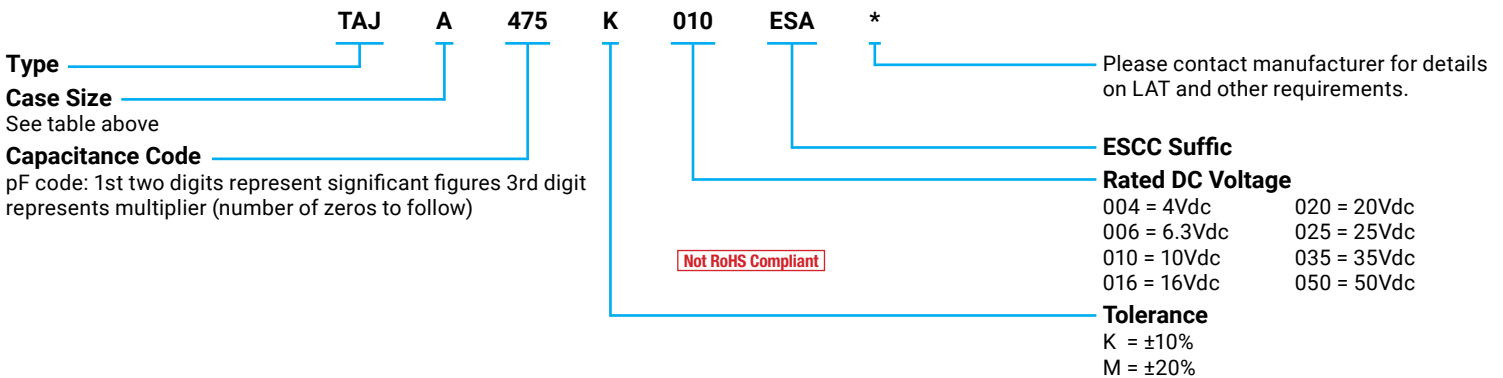 TAJ A 475 K 010 ESA *
Type
Case Size
See table above
Capacitance Code
pF code: 1st two digits represent significant figures 3rd digit
represents multiplier (number of zeros to follow)
Not RoHS Compliant
Please contact manufacturer for details
on LAT and other requirements.
ESCC Suffic
Rated DC Voltage
004 = 4Vdc 020 = 20Vdc
006 = 6.3Vdc 025 = 25Vdc
010 = 10Vdc 035 = 35Vdc
016 = 16Vdc 050 = 50Vdc
Tolerance
K = ±10%
M = ±20%